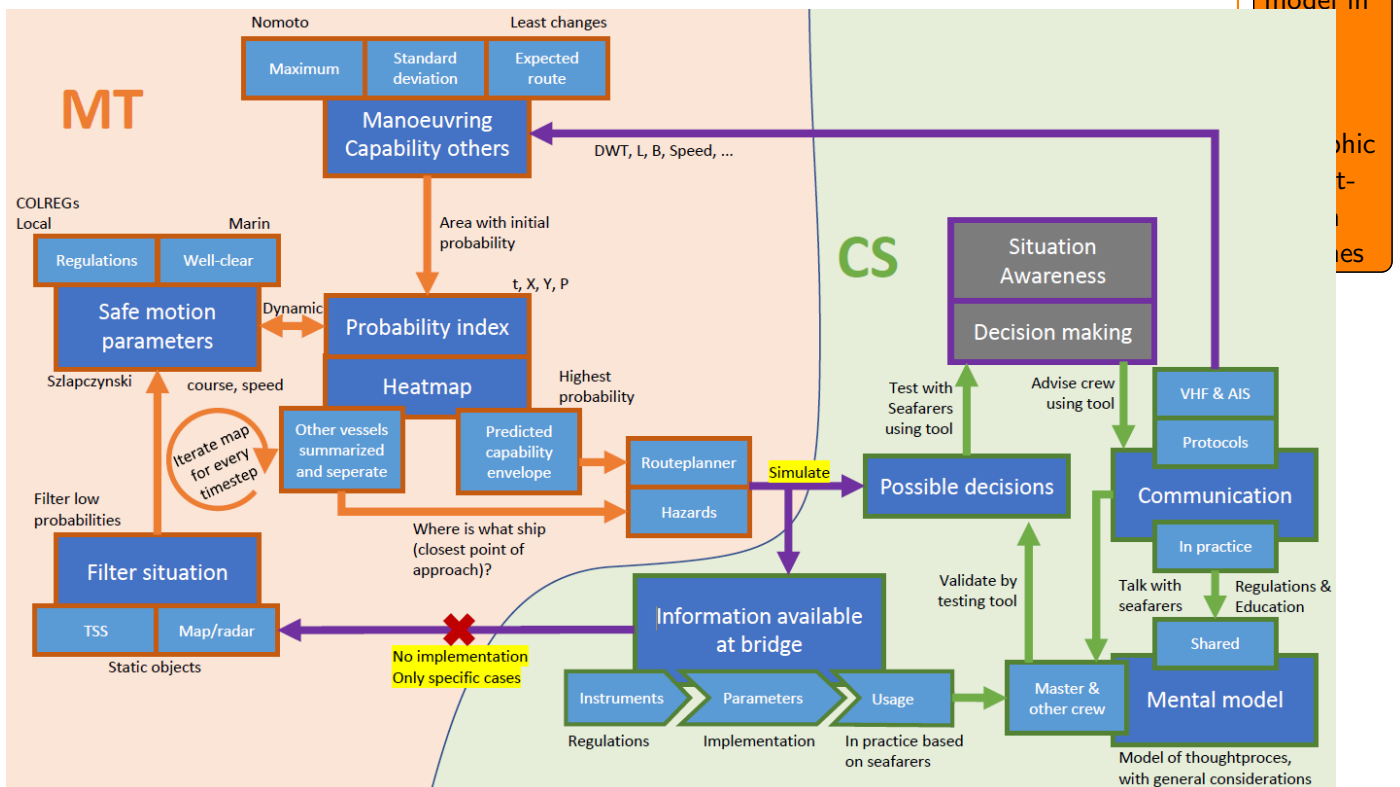 Nomoto
Least changes
Maximum
Standard
deviation
Expected
route
MT
Manoeuvring
Capability others
DWT, L, B, Speed, ...
COLREGs
Local
Marin
Regulations
Well-clear
Area with initial
probability
t, X, Y, P
Safe motion
parameters
Dynamic
Probability index
Heatmap
Szlapczynski
course, speed
Highest
probability
Iterate map
for every
timestep
Other vessels
summarized
and seperate
Predicted
capability
envelope
Routeplanner
Hazards
Filter low
probabilities
Where is what ship
(closest point of
approach)?
Filter situation
TSS
Map/radar
Static objects
No implementation
Only specific cases
Simulate
CS
Situation
Awareness
Decision making
Test with
Seafarers
using tool
Advise crew
using tool
VHF & AIS
Protocols
Possible decisions
Communication
In practice
Validate by
testing tool
Talk with
seafarers
Regulations &
Education
Information available
at bridge
Shared
Instruments
Parameters
Usage
Master &
other crew
Mental model
Regulations
Implementation
In practice based
on seafarers
Model of thoughtproces,
with general considerations
model in
phic
t-
nes